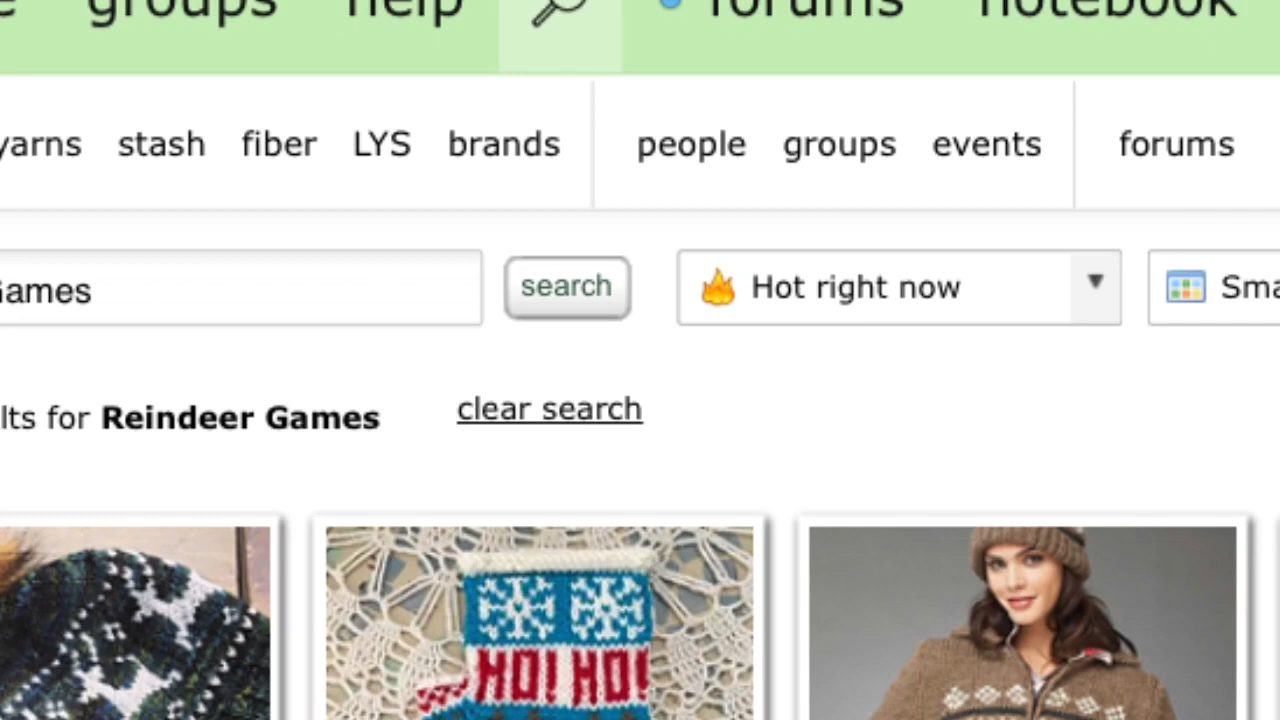 groups help forums notebook
yarns stash fiber LYS brands people groups events forums
Games search Hot right now
for Reindeer Games clear search
HO! HO!